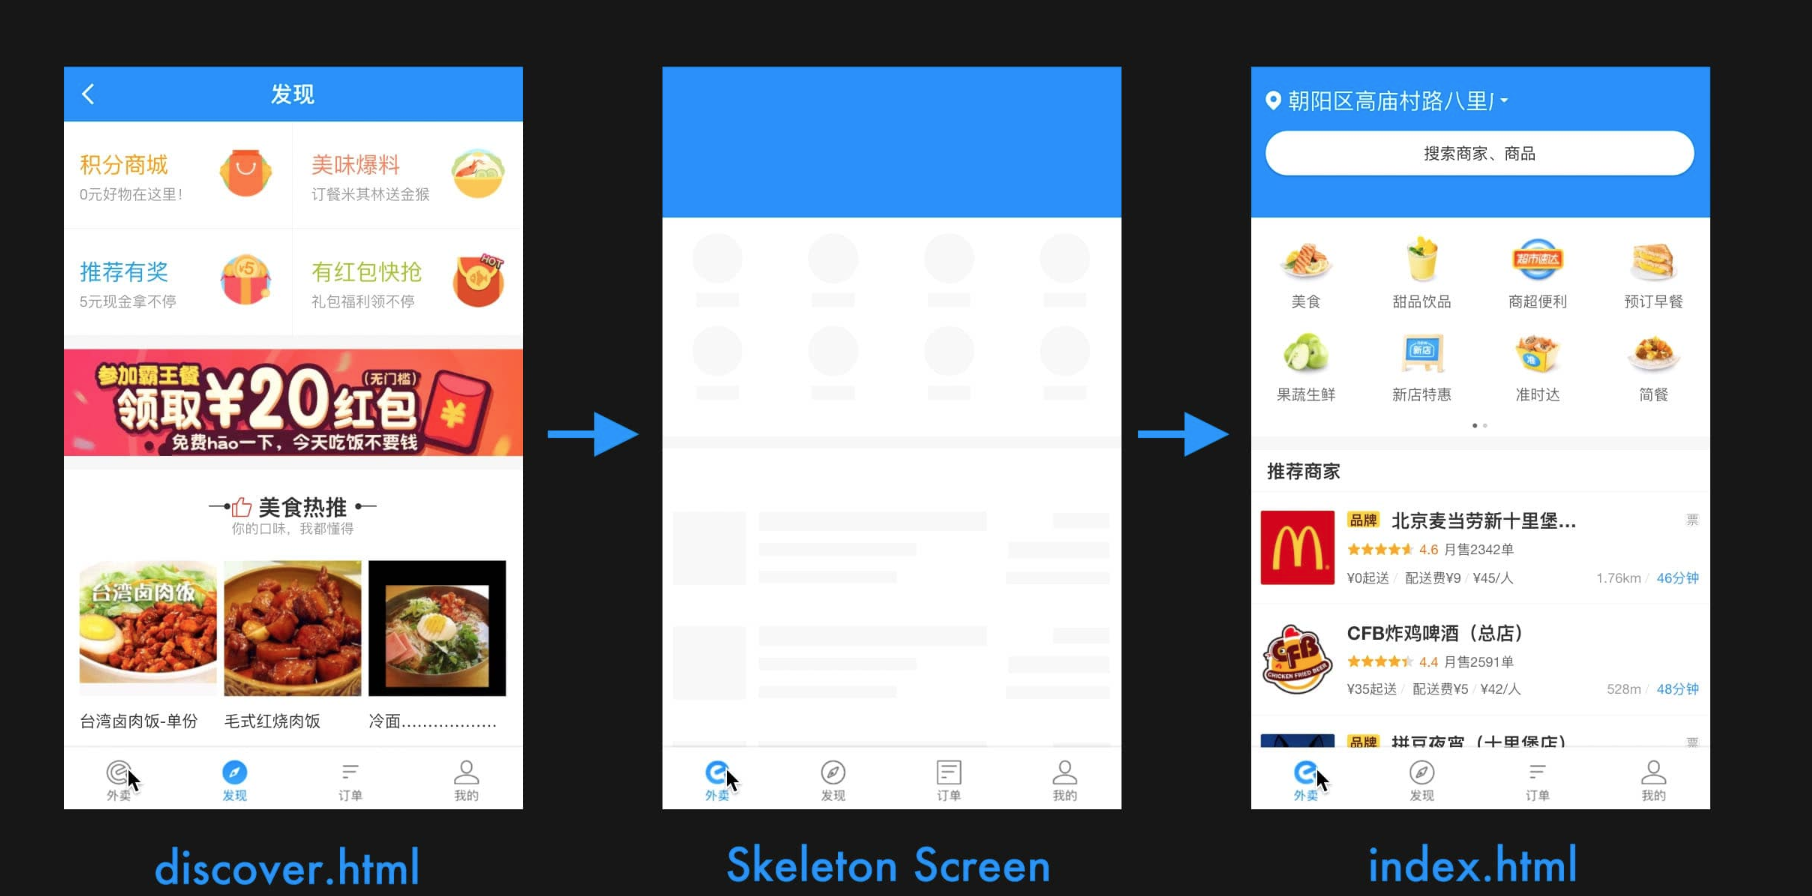 发现
积分商城
0元好物在这里!
美味爆料
订餐米其林送金猴
推荐有奖
5元现金拿不停
5
有红包快抢
礼包福利领不停
HOT
参加霸王餐
领取¥20红包
(无门槛)
¥
免费hāo一下，今天吃饭不要钱
美食热推
你的口味，我都懂得
台湾卤肉饭
台湾卤肉饭-单份
毛式红烧肉饭
冷面..................
外卖
发现
订单
我的
discover.html
外卖
发现
订单
我的
Skeleton Screen
朝阳区高庙村路八里
搜索商家、商品
超市速达
美食
甜品饮品
商超便利
预订早餐
新店
准
果蔬生鲜
新店特惠
准时达
简餐
推荐商家
品牌 北京麦当劳新十里堡... 票
4.6 月售2342单
¥0起送 / 配送费¥9 / ¥45/人 1.76km / 46分钟
CFB
CHICKEN FRIED BEER
CFB炸鸡啤酒（总店）
4.4 月售2591单
¥35起送 / 配送费¥5 / ¥42/人 528m / 48分钟
品牌 拼豆夜宵（十里堡店） 票
外卖
发现
订单
我的
index.html